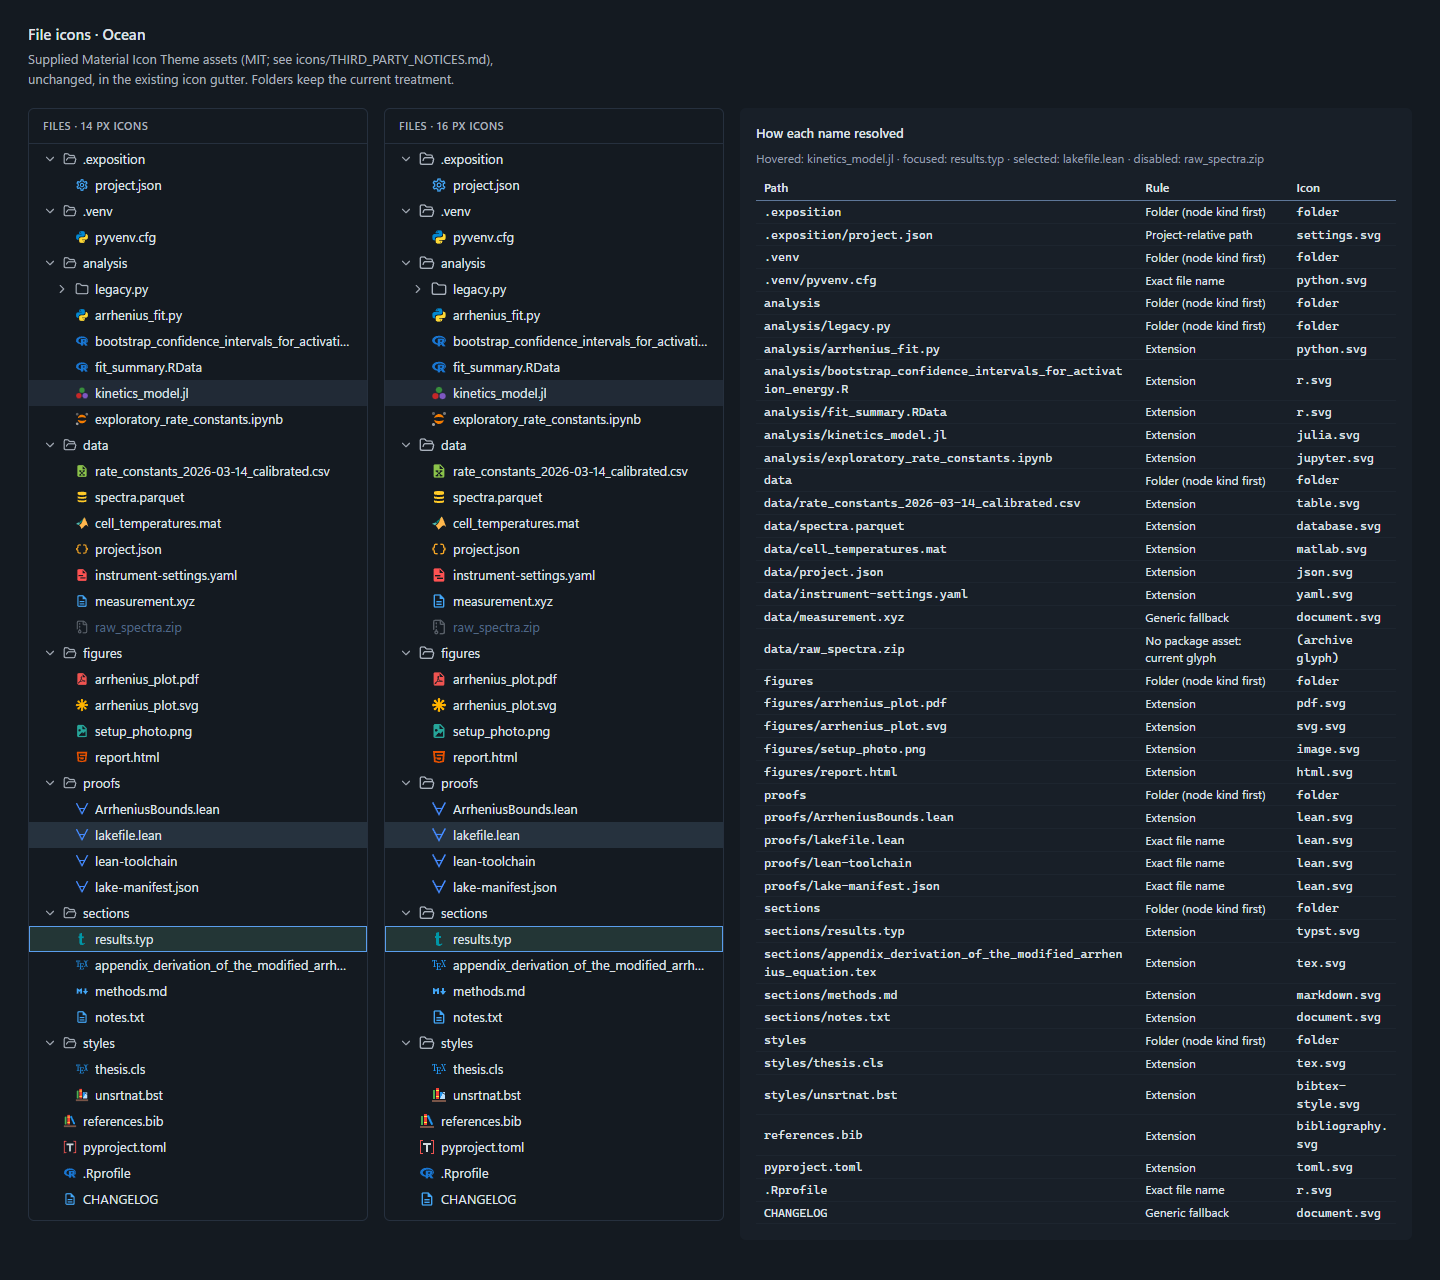 File icons · Ocean
Supplied Material Icon Theme assets (MIT; see icons/THIRD_PARTY_NOTICES.md),
unchanged, in the existing icon gutter. Folders keep the current treatment.
FILES · 14 PX ICONS
.exposition
project.json
.venv
pyvenv.cfg
analysis
legacy.py
arrhenius_fit.py
bootstrap_confidence_intervals_for_activati...
fit_summary.RData
kinetics_model.jl
exploratory_rate_constants.ipynb
data
rate_constants_2026-03-14_calibrated.csv
spectra.parquet
cell_temperatures.mat
project.json
instrument-settings.yaml
measurement.xyz
raw_spectra.zip
figures
arrhenius_plot.pdf
arrhenius_plot.svg
setup_photo.png
report.html
proofs
ArrheniusBounds.lean
lakefile.lean
lean-toolchain
lake-manifest.json
sections
results.typ
appendix_derivation_of_the_modified_arrh...
methods.md
notes.txt
styles
thesis.cls
unsrtnat.bst
references.bib
pyproject.toml
.Rprofile
CHANGELOG
FILES · 16 PX ICONS
.exposition
project.json
.venv
pyvenv.cfg
analysis
legacy.py
arrhenius_fit.py
bootstrap_confidence_intervals_for_activati...
fit_summary.RData
kinetics_model.jl
exploratory_rate_constants.ipynb
data
rate_constants_2026-03-14_calibrated.csv
spectra.parquet
cell_temperatures.mat
project.json
instrument-settings.yaml
measurement.xyz
raw_spectra.zip
figures
arrhenius_plot.pdf
arrhenius_plot.svg
setup_photo.png
report.html
proofs
ArrheniusBounds.lean
lakefile.lean
lean-toolchain
lake-manifest.json
sections
results.typ
appendix_derivation_of_the_modified_arrh...
methods.md
notes.txt
styles
thesis.cls
unsrtnat.bst
references.bib
pyproject.toml
.Rprofile
CHANGELOG
How each name resolved
Hovered: kinetics_model.jl · focused: results.typ · selected: lakefile.lean · disabled: raw_spectra.zip
Path Rule Icon
.exposition Folder (node kind first) folder
.exposition/project.json Project-relative path settings.svg
.venv Folder (node kind first) folder
.venv/pyvenv.cfg Exact file name python.svg
analysis Folder (node kind first) folder
analysis/legacy.py Folder (node kind first) folder
analysis/arrhenius_fit.py Extension python.svg
analysis/bootstrap_confidence_intervals_for_activat
ion_energy.R Extension r.svg
analysis/fit_summary.RData Extension r.svg
analysis/kinetics_model.jl Extension julia.svg
analysis/exploratory_rate_constants.ipynb Extension jupyter.svg
data Folder (node kind first) folder
data/rate_constants_2026-03-14_calibrated.csv Extension table.svg
data/spectra.parquet Extension database.svg
data/cell_temperatures.mat Extension matlab.svg
data/project.json Extension json.svg
data/instrument-settings.yaml Extension yaml.svg
data/measurement.xyz Generic fallback document.svg
data/raw_spectra.zip No package asset: (archive
current glyph glyph)
figures Folder (node kind first) folder
figures/arrhenius_plot.pdf Extension pdf.svg
figures/arrhenius_plot.svg Extension svg.svg
figures/setup_photo.png Extension image.svg
figures/report.html Extension html.svg
proofs Folder (node kind first) folder
proofs/ArrheniusBounds.lean Extension lean.svg
proofs/lakefile.lean Exact file name lean.svg
proofs/lean-toolchain Exact file name lean.svg
proofs/lake-manifest.json Exact file name lean.svg
sections Folder (node kind first) folder
sections/results.typ Extension typst.svg
sections/appendix_derivation_of_the_modified_arrhen
ius_equation.tex Extension tex.svg
sections/methods.md Extension markdown.svg
sections/notes.txt Extension document.svg
styles Folder (node kind first) folder
styles/thesis.cls Extension tex.svg
styles/unsrtnat.bst Extension bibtex-
style.svg
references.bib Extension bibliography.
svg
pyproject.toml Extension toml.svg
.Rprofile Exact file name r.svg
CHANGELOG Generic fallback document.svg